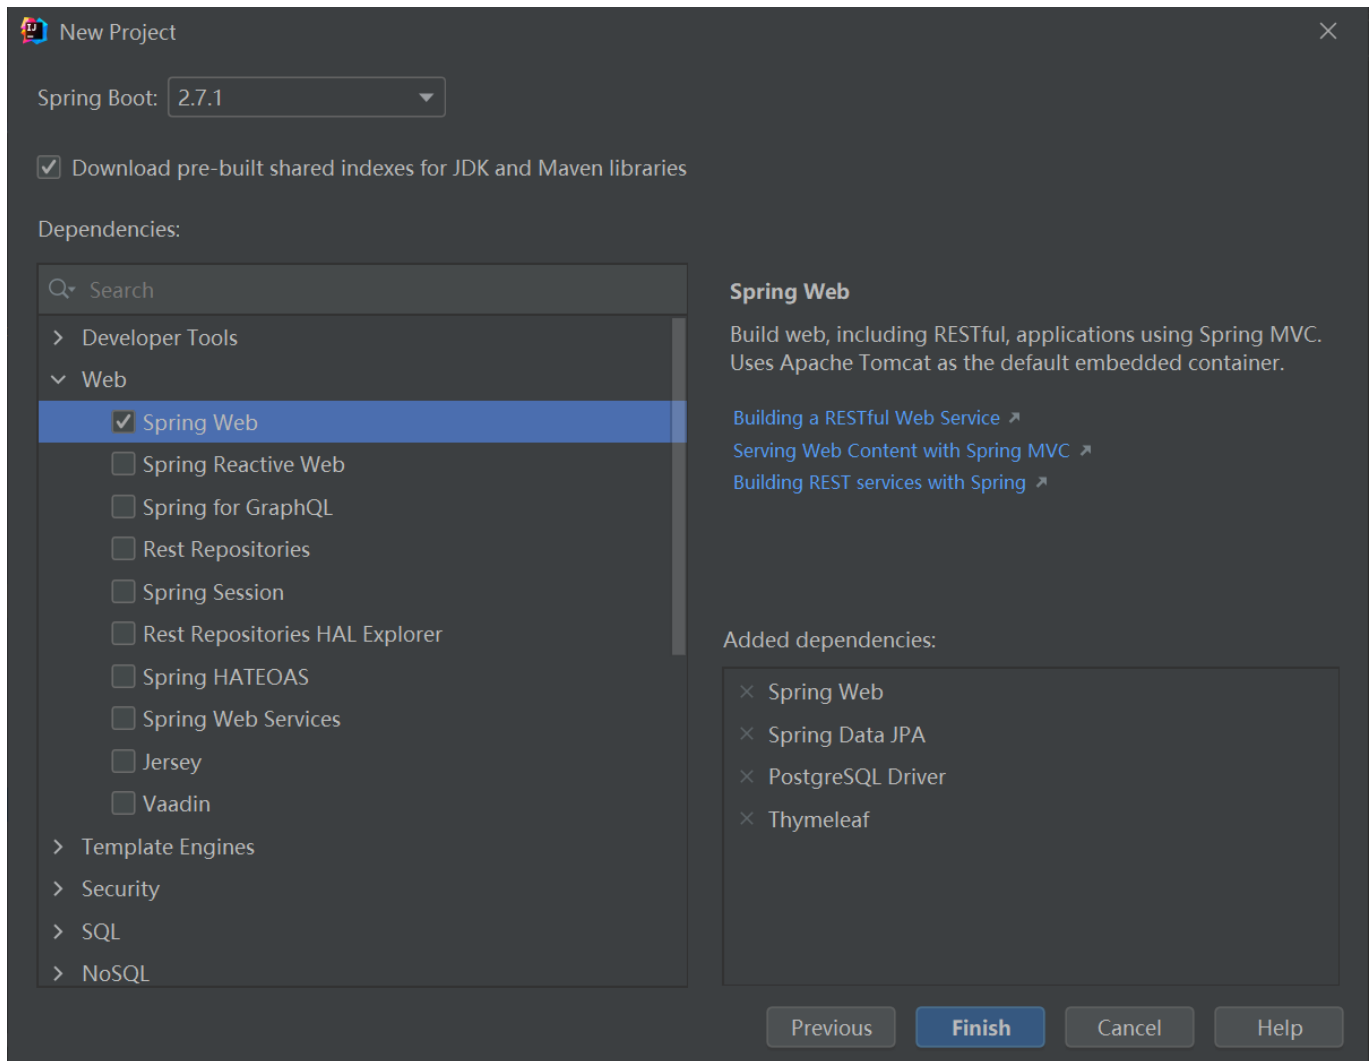 New Project
Spring Boot: 2.7.1
Download pre-built shared indexes for JDK and Maven libraries
Dependencies:
Search
Developer Tools
Web
Spring Web
Spring Reactive Web
Spring for GraphQL
Rest Repositories
Spring Session
Rest Repositories HAL Explorer
Spring HATEOAS
Spring Web Services
Jersey
Vaadin
Template Engines
Security
SQL
NoSQL
Spring Web
Build web, including RESTful, applications using Spring MVC.
Uses Apache Tomcat as the default embedded container.
Building a RESTful Web Service
Serving Web Content with Spring MVC
Building REST services with Spring
Added dependencies:
Spring Web
Spring Data JPA
PostgreSQL Driver
Thymeleaf
Previous Finish Cancel Help